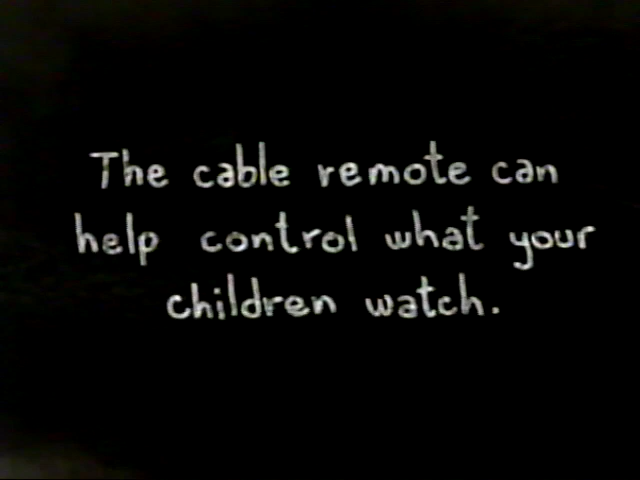 The cable remote can
help control what your
children watch.